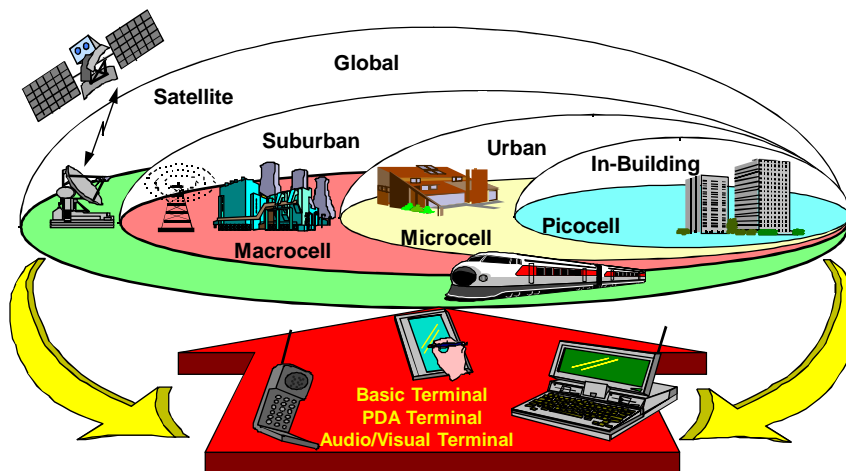 Global
Satellite
Suburban
Urban
In-Building
Picocell
Microcell
Macrocell
Basic Terminal
PDA Terminal
Audio/Visual Terminal